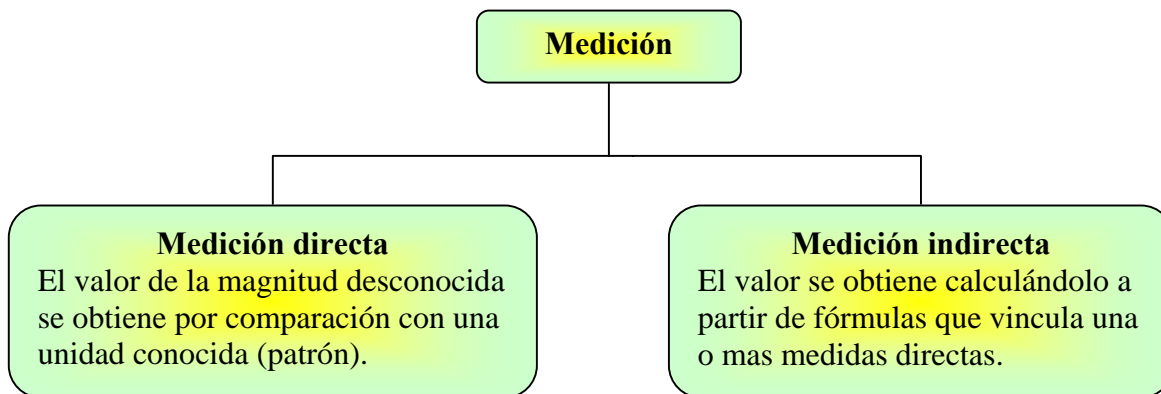 Medición
Medición directa
El valor de la magnitud desconocida
se obtiene por comparación con una
unidad conocida (patrón).
Medición indirecta
El valor se obtiene calculándolo a
partir de fórmulas que vincula una
o mas medidas directas.